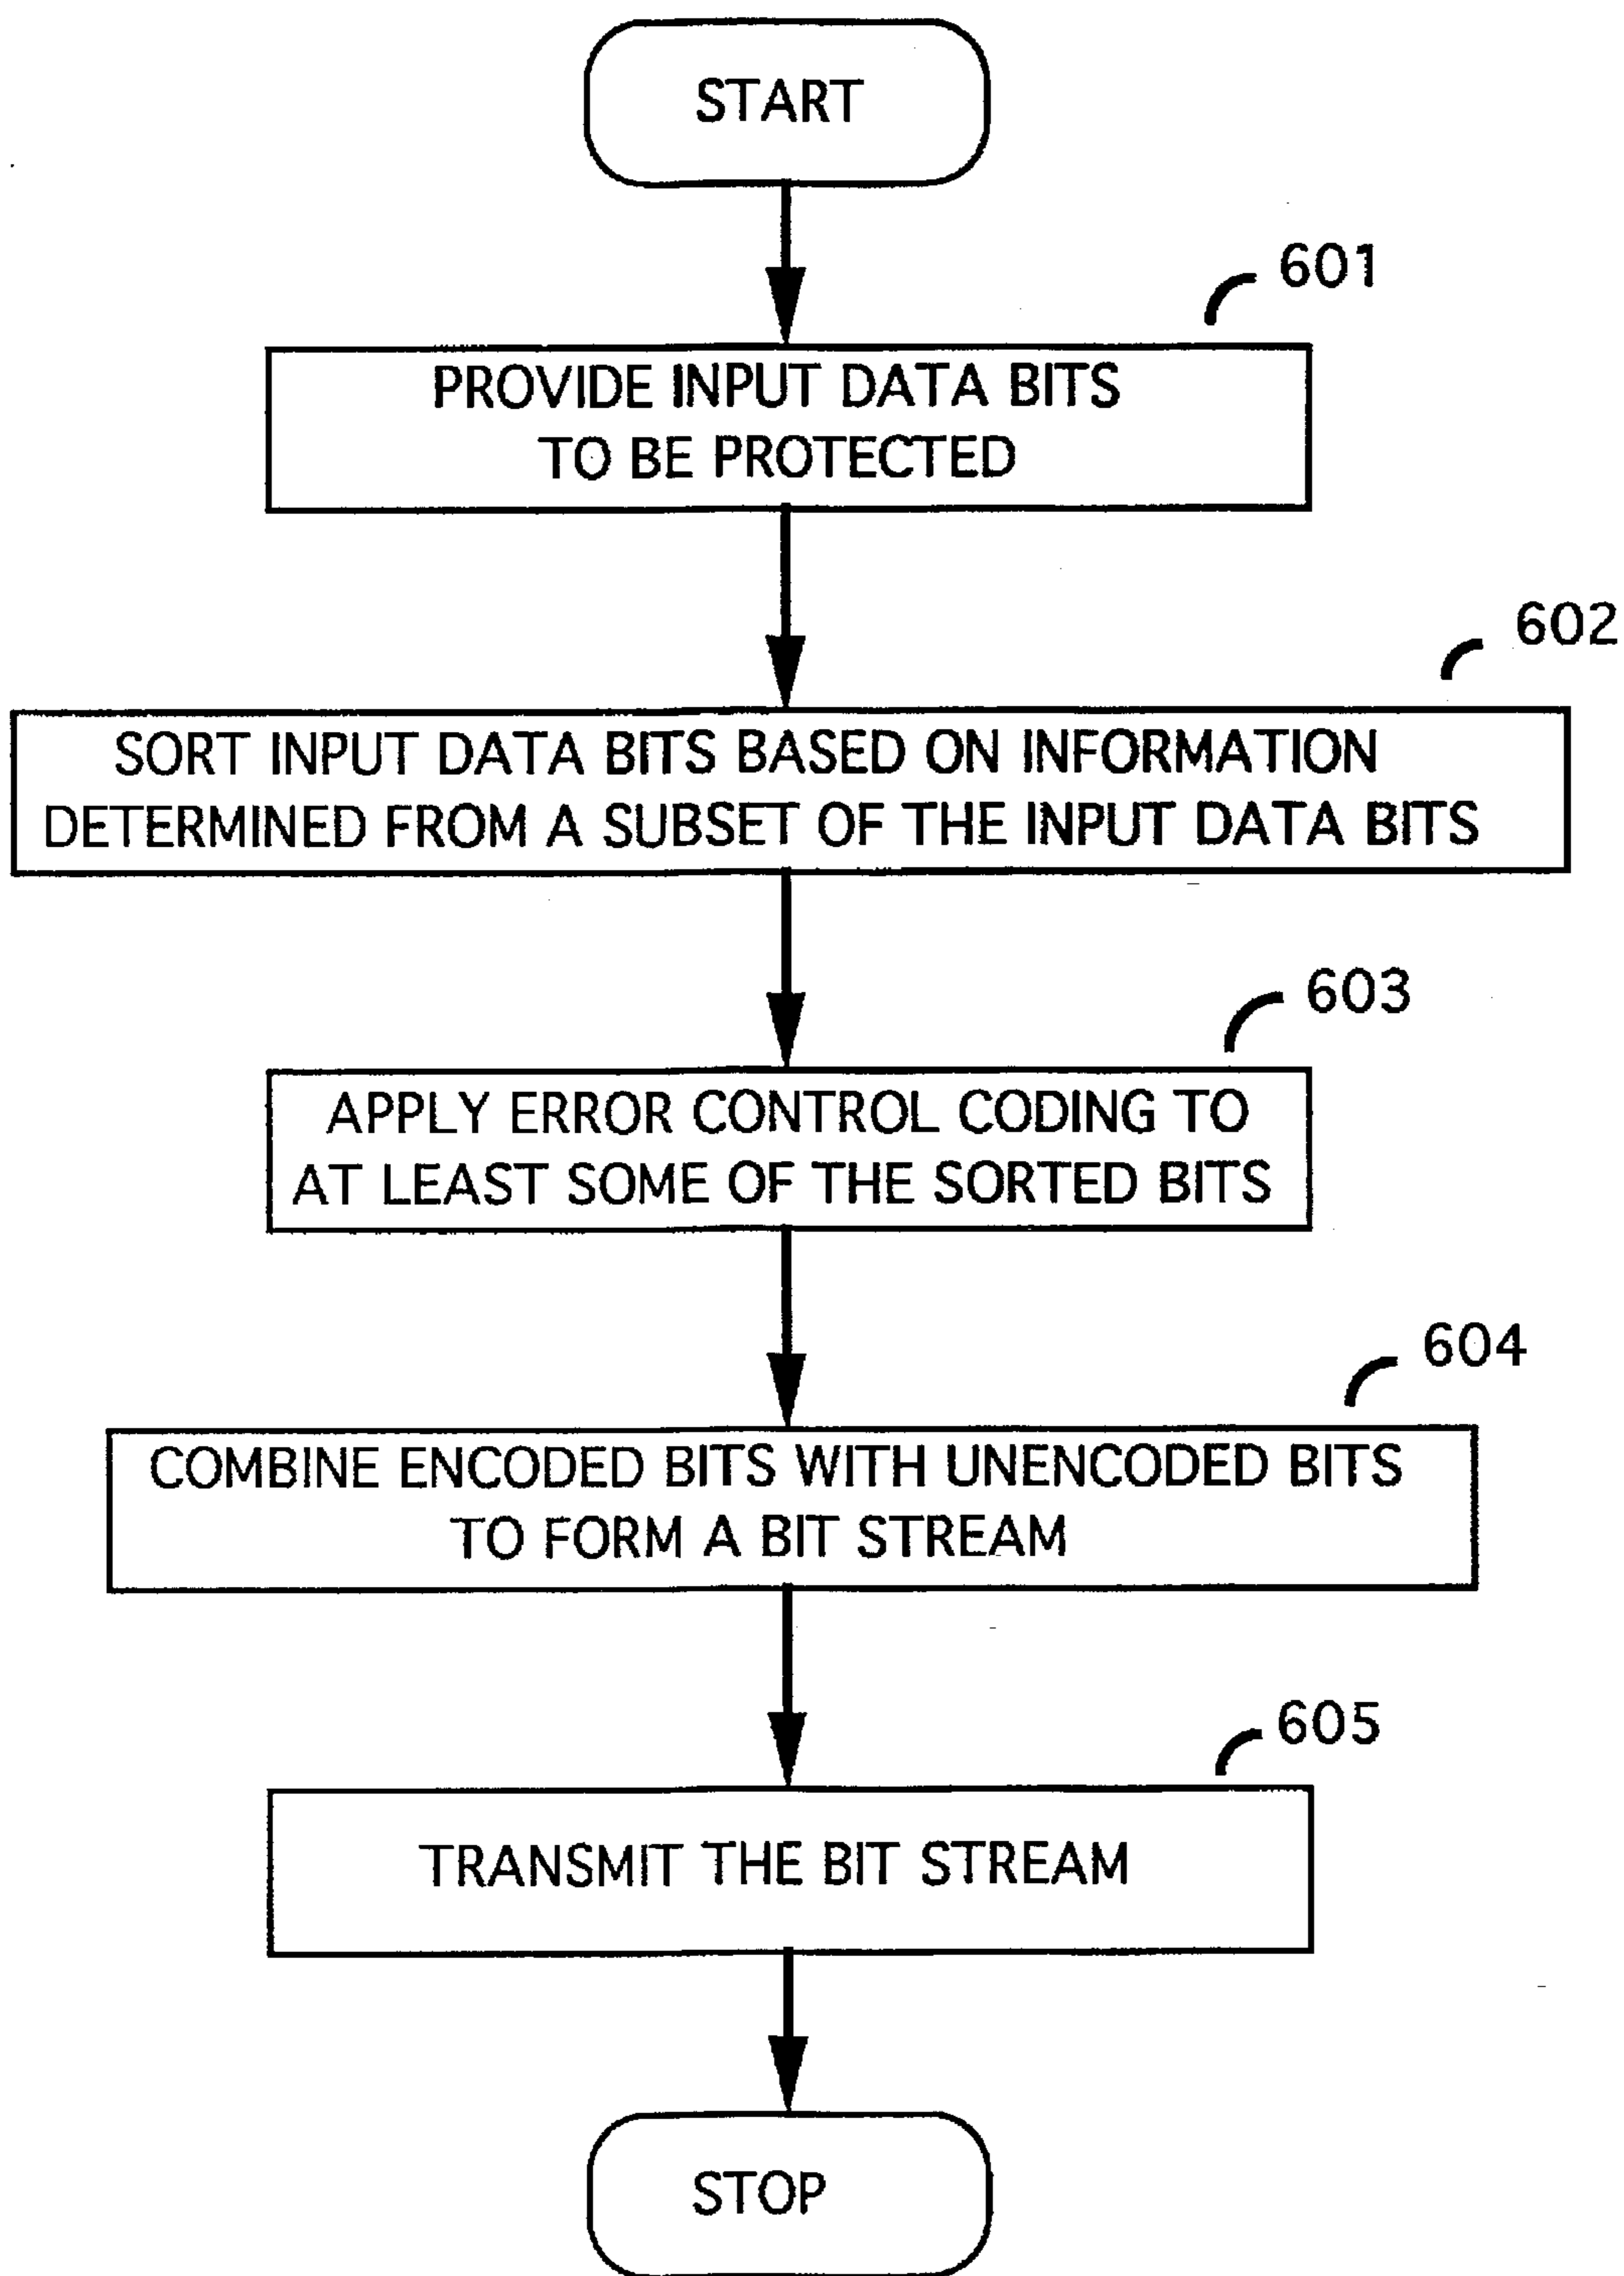 START
601
PROVIDE INPUT DATA BITS
TO BE PROTECTED
602
SORT INPUT DATA BITS BASED ON INFORMATION
DETERMINED FROM A SUBSET OF THE INPUT DATA BITS
603
APPLY ERROR CONTROL CODING TO
AT LEAST SOME OF THE SORTED BITS
604
COMBINE ENCODED BITS WITH UNENCODED BITS
TO FORM A BIT STREAM
605
TRANSMIT THE BIT STREAM
STOP